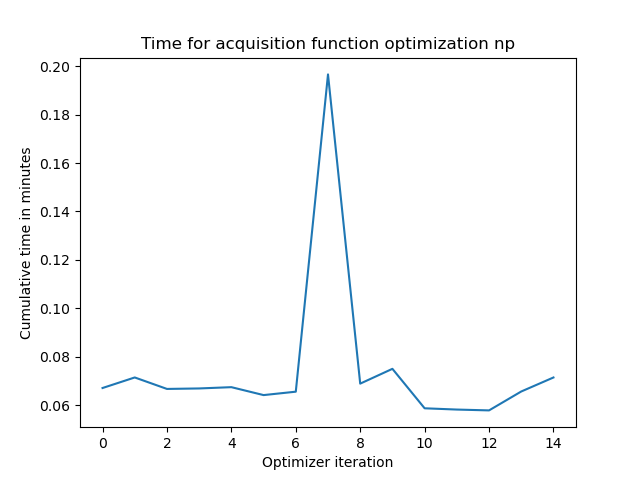 Time for acquisition function optimization np
Cumulative time in minutes
0.20
0.18
0.16
0.14
0.12
0.10
0.08
0.06
0 2 4 6 8 10 12 14
Optimizer iteration